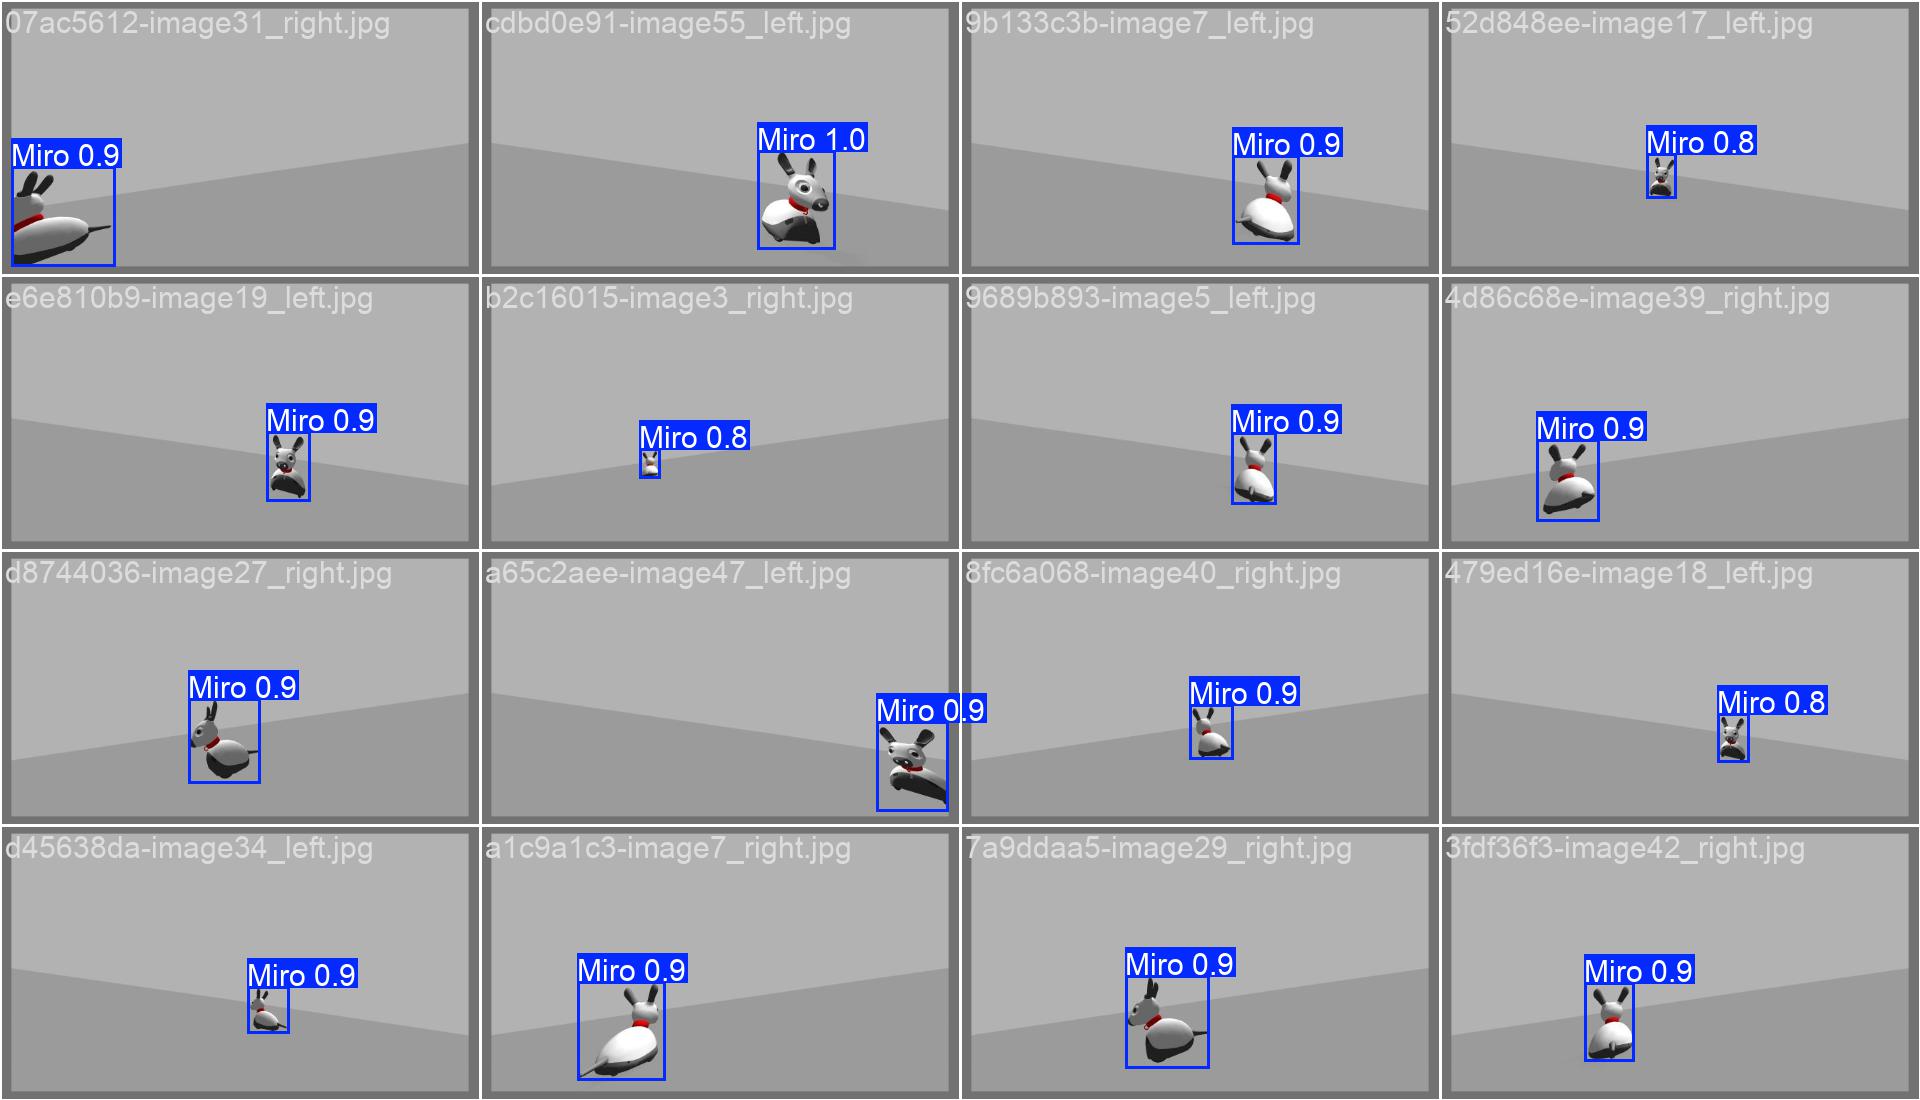 07ac5612-image31_right.jpg
Miro 0.9
cdbd0e91-image55_left.jpg
Miro 1.0
9b133c3b-image7_left.jpg
Miro 0.9
52d848ee-image17_left.jpg
Miro 0.8
e6e810b9-image19_left.jpg
Miro 0.9
b2c16015-image3_right.jpg
Miro 0.8
9689b893-image5_left.jpg
Miro 0.9
4d86c68e-image39_right.jpg
Miro 0.9
d8744036-image27_right.jpg
Miro 0.9
a65c2aee-image47_left.jpg
Miro 0.9
8fc6a068-image40_right.jpg
Miro 0.9
479ed16e-image18_left.jpg
Miro 0.8
d45638da-image34_left.jpg
Miro 0.9
a1c9a1c3-image7_right.jpg
Miro 0.9
7a9ddaa5-image29_right.jpg
Miro 0.9
3fdf36f3-image42_right.jpg
Miro 0.9